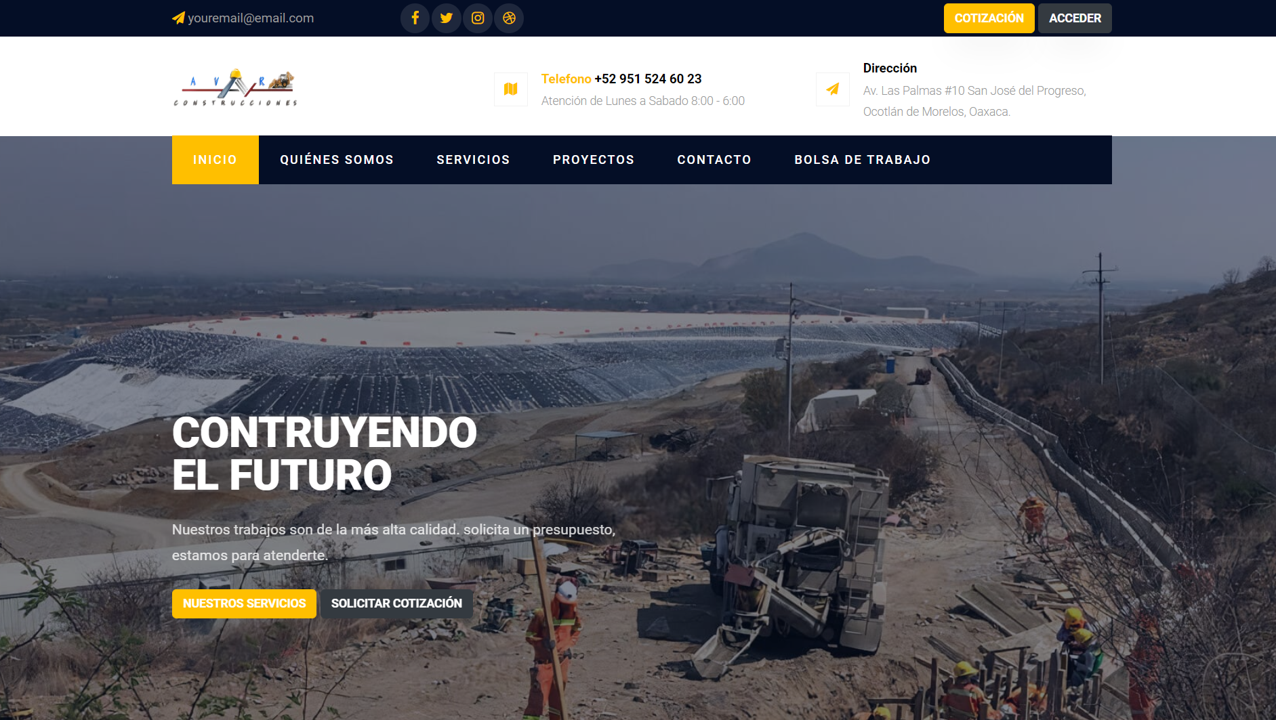 youremail@email.com
COTIZACIÓN
ACCEDER
AVAR
CONSTRUCCIONES
Telefono +52 951 524 60 23
Atención de Lunes a Sabado 8:00 - 6:00
Dirección
Av. Las Palmas #10 San José del Progreso,
Ocotlán de Morelos, Oaxaca.
INICIO
QUIÉNES SOMOS
SERVICIOS
PROYECTOS
CONTACTO
BOLSA DE TRABAJO
CONTRUYENDO
EL FUTURO
Nuestros trabajos son de la más alta calidad. solicita un presupuesto,
estamos para atenderte.
NUESTROS SERVICIOS
SOLICITAR COTIZACIÓN